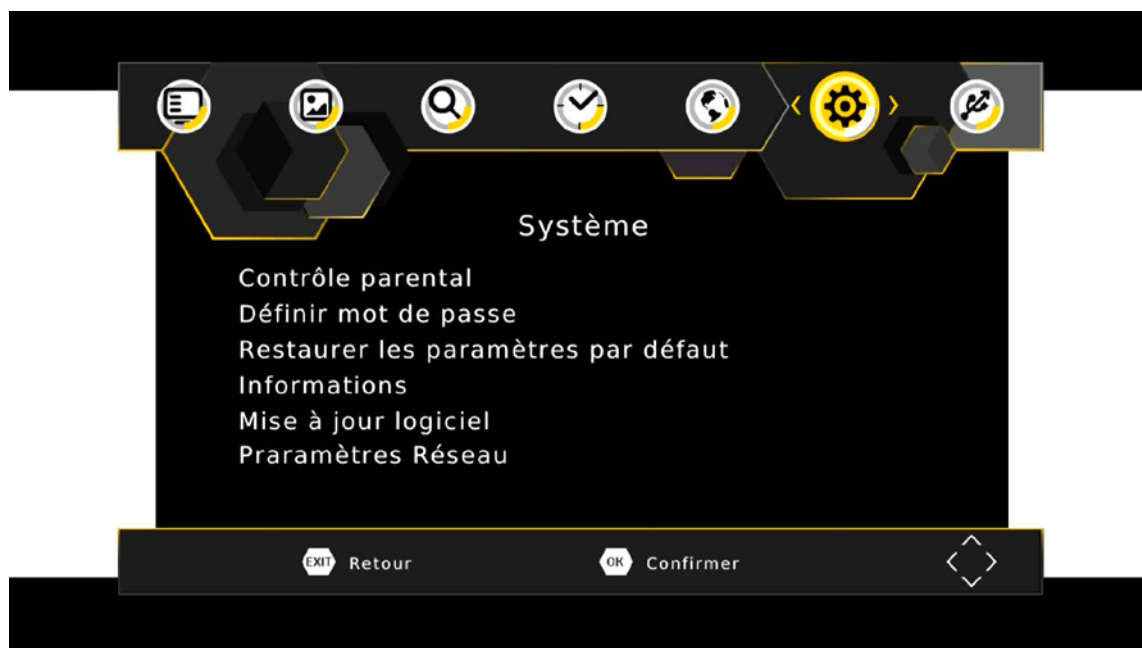 Système
Contrôle parental
Définir mot de passe
Restaurer les paramètres par défaut
Informations
Mise à jour logiciel
Praramètres Réseau
EXIT Retour OK Confirmer